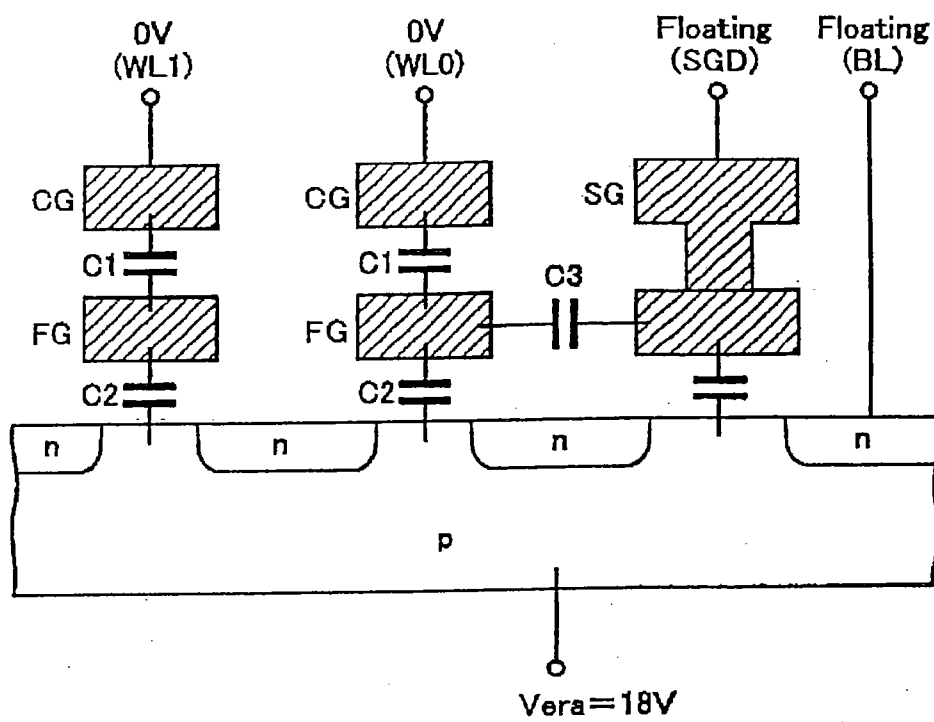 0V
(WL1)
0V
(WL0)
Floating
(SGD)
Floating
(BL)
CG
CG
SG
C1
C1
C3
FG
FG
C2
C2
n
n
n
n
p
Vera=18V